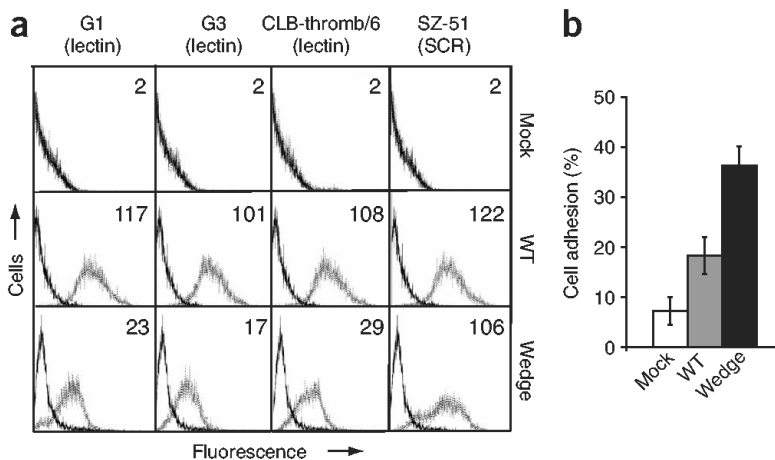 a
G1 G3 CLB-thromb/6 SZ-51
(lectin) (lectin) (lectin) (SCR)
2 2 2 2
Mock
117 101 108 122
WT
23 17 29 106
Wedge
Cells
Fluorescence
b
Cell adhesion (%)
50
40
30
20
10
0
Mock WT Wedge